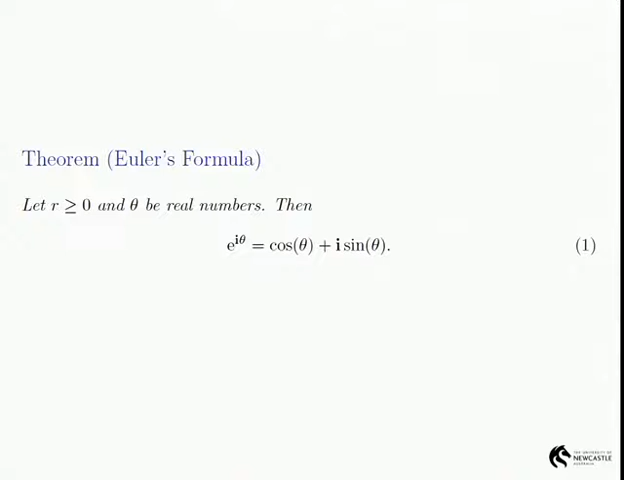 Theorem (Euler's Formula)
Let r ≥ 0 and θ be real numbers. Then
e^{iθ} = cos(θ) + i sin(θ). (1)
THE UNIVERSITY OF
NEWCASTLE
AUSTRALIA